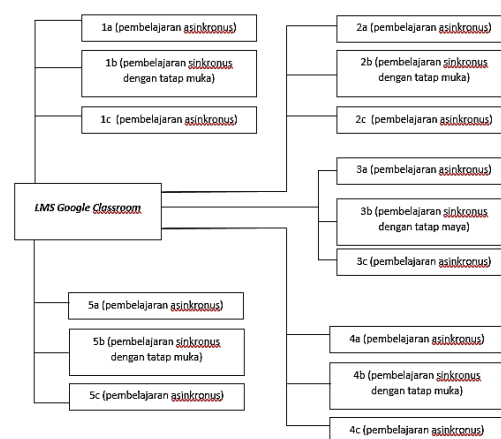 1a (pembelajaran asinkronus)
1b (pembelajaran sinkronus
dengan tatap muka)
1c (pembelajaran asinkronus)
2a (pembelajaran asinkronus)
2b (pembelajaran sinkronus
dengan tatap muka)
2c (pembelajaran asinkronus)
LMS Google Classroom
3a (pembelajaran asinkronus)
3b (pembelajaran sinkronus
dengan tatap maya)
3c (pembelajaran asinkronus)
5a (pembelajaran asinkronus)
5b (pembelajaran sinkronus
dengan tatap muka)
5c (pembelajaran asinkronus)
4a (pembelajaran asinkronus)
4b (pembelajaran sinkronus
dengan tatap muka)
4c (pembelajaran asinkronus)